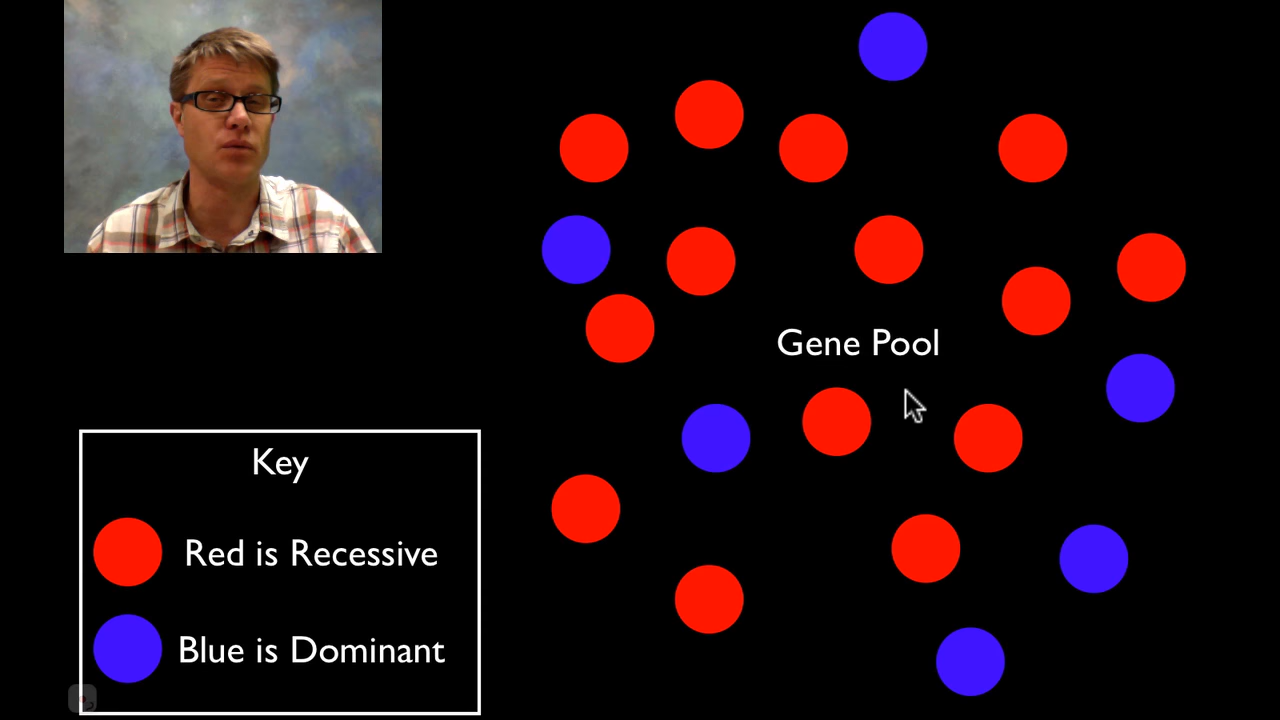 Gene Pool
Key
Red is Recessive
Blue is Dominant